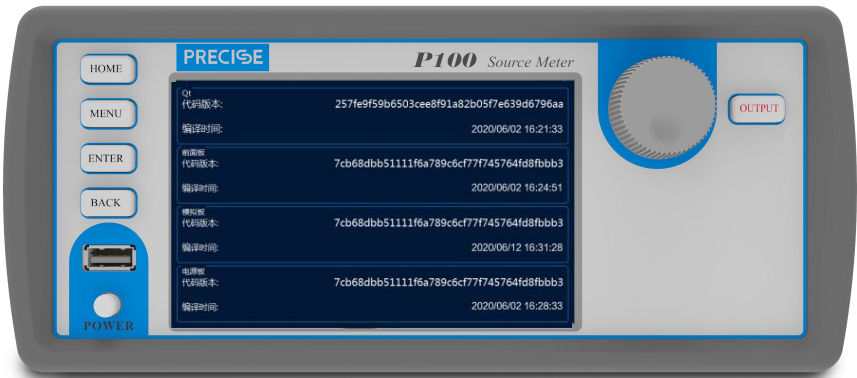 PRECISE
P100 Source Meter
HOME
MENU
ENTER
BACK
POWER
OUTPUT
Qt
代码版本: 257fe9f59b6503cee8f91a82b05f7e639d6796aa
编译时间: 2020/06/02 16:21:33
前面板
代码版本: 7cb68dbb51111f6a789c6cf77f745764fd8fbbb3
编译时间: 2020/06/02 16:24:51
模拟板
代码版本: 7cb68dbb51111f6a789c6cf77f745764fd8fbbb3
编译时间: 2020/06/12 16:31:28
电源板
代码版本: 7cb68dbb51111f6a789c6cf77f745764fd8fbbb3
编译时间: 2020/06/02 16:28:33